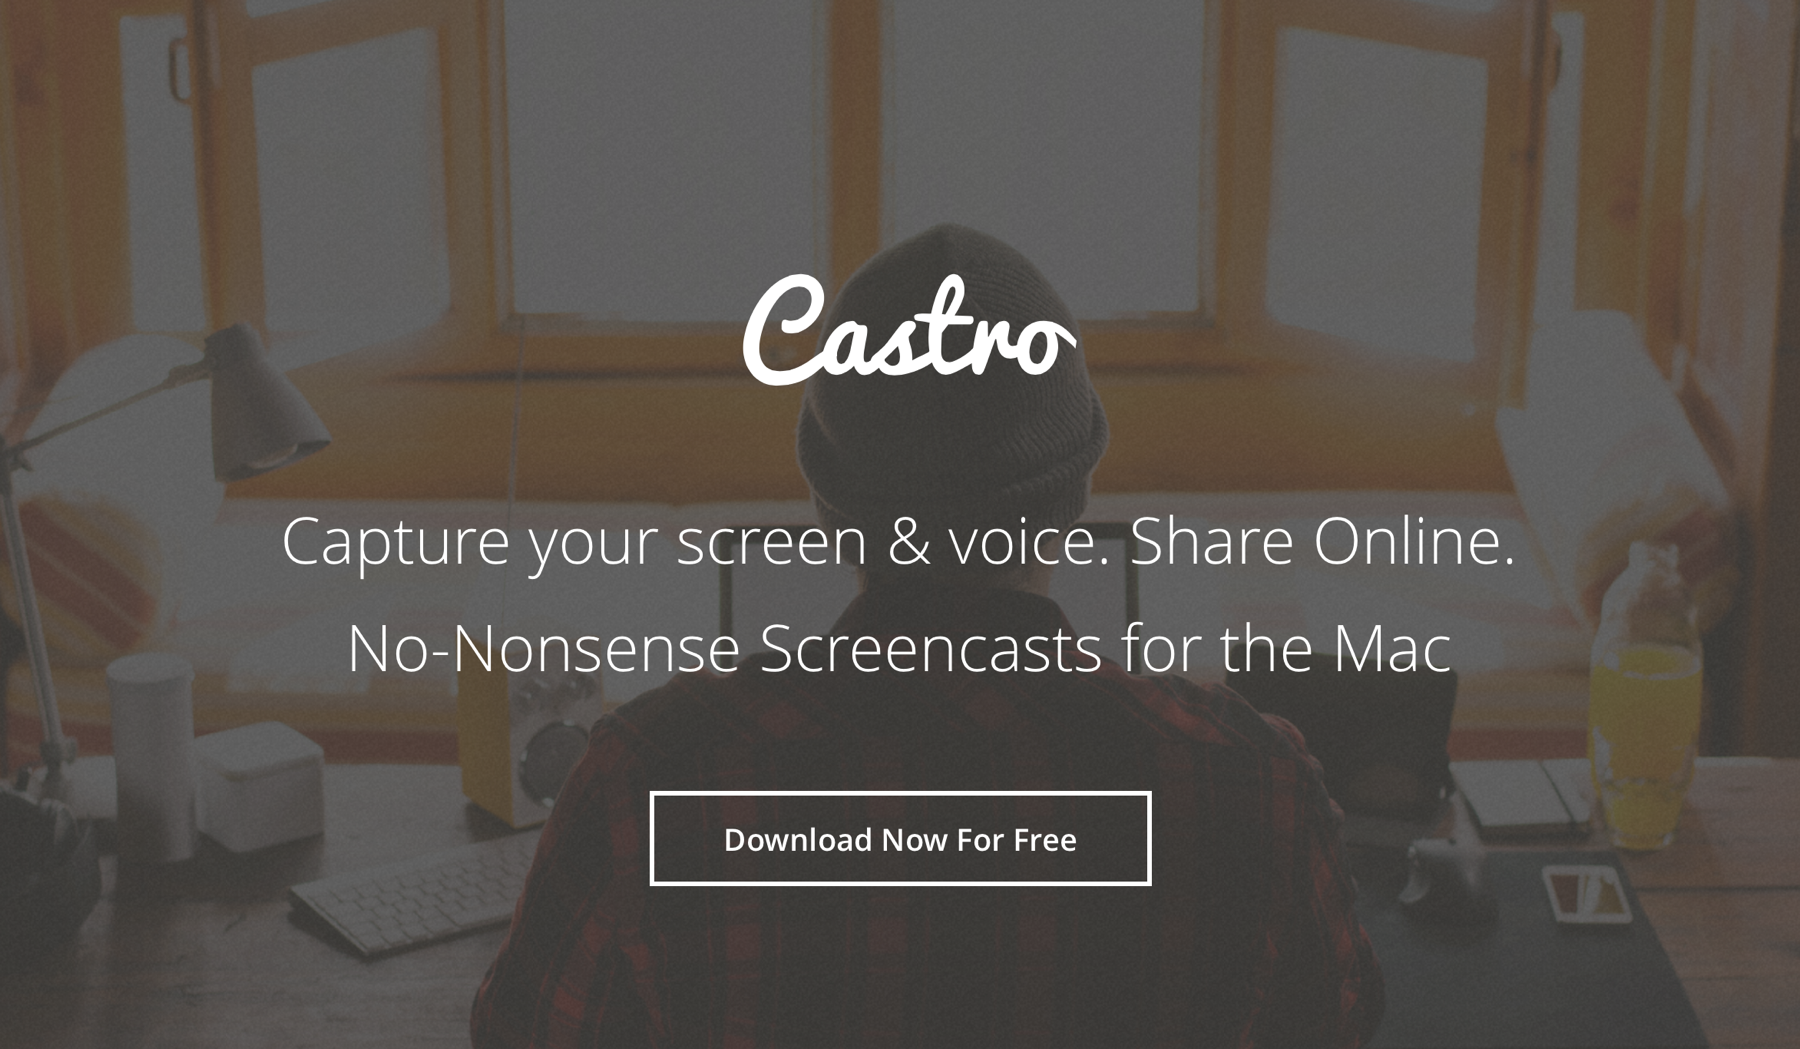 Castro
Capture your screen & voice. Share Online.
No-Nonsense Screencasts for the Mac
Download Now For Free